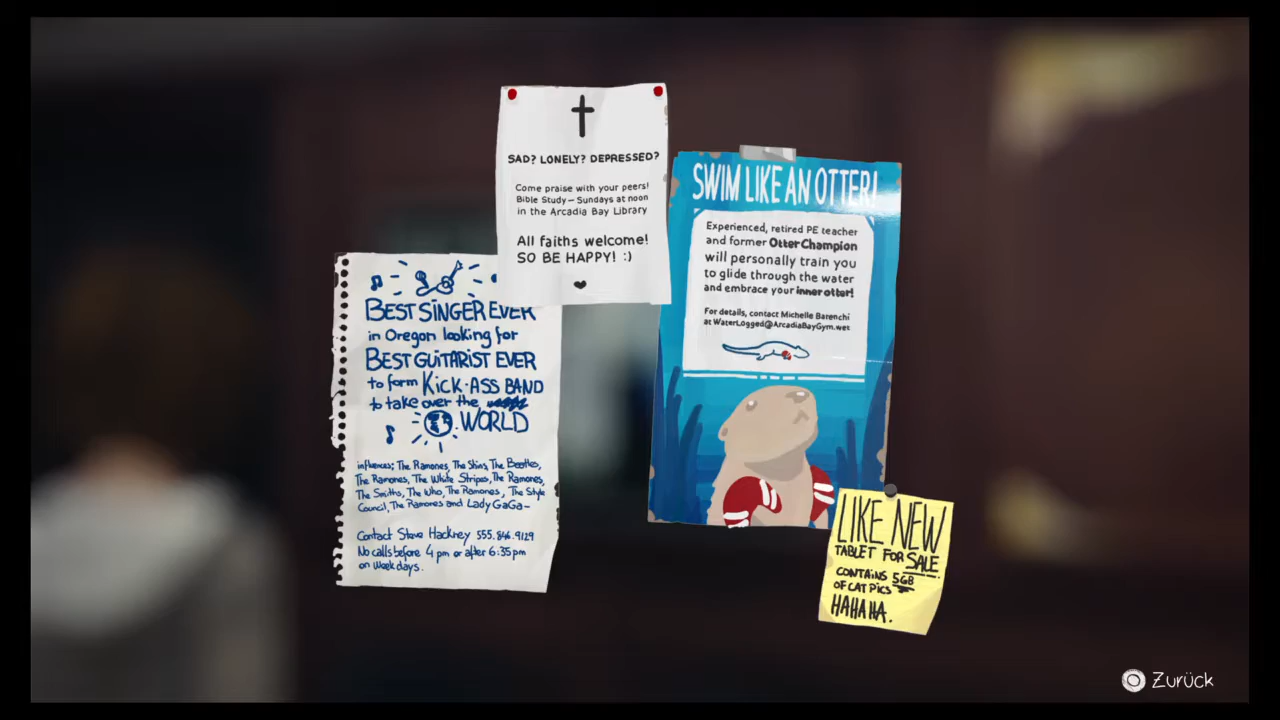 SAD? LONELY? DEPRESSED?
Come praise with your peers!
Bible Study - Sundays at noon
in the Arcadia Bay Library
All faiths welcome!
SO BE HAPPY! :)
SWIM LIKE AN OTTER!
Experienced, retired PE teacher
and former Otter Champion
will personally train you
to glide through the water
and embrace your inner otter!
For details, contact Michelle Barenchi
at WaterLogged@ArcadiaBayGym.wet
BEST SINGER EVER
in Oregon looking for
BEST GUITARIST EVER
to form KICK-ASS BAND
to take over the
WORLD
influences; The Ramones, The Shins, The Beetles,
The Ramones, The White Stripes, The Ramones,
The Smiths, The Who, The Ramones, The Style
Council, The Ramones and Lady GaGa-
Contact Steve Hackney 555.846.9129
No calls before 4 pm or after 6:35 pm
on Weekdays.
LIKE NEW
TABLET FOR SALE.
CONTAINS 5GB
OF CAT PICS
HAHAHA.
Zurück